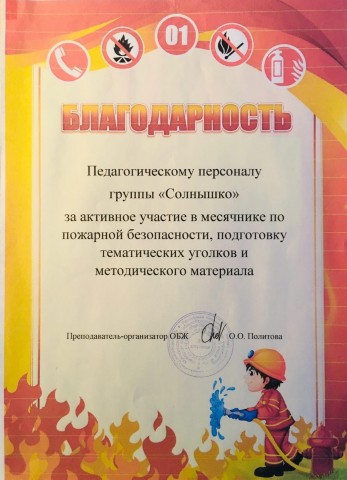 01
БЛАГОДАРНОСТЬ
Педагогическому персоналу
группы «Солнышко»
за активное участие в месячнике по
пожарной безопасности, подготовку
тематических уголков и
методического материала
Преподаватель-организатор ОБЖ О.О. Политова